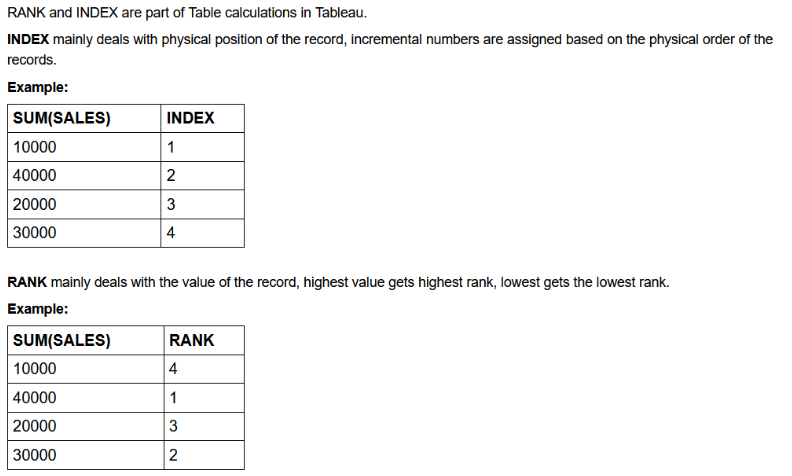 RANK and INDEX are part of Table calculations in Tableau.
INDEX mainly deals with physical position of the record, incremental numbers are assigned based on the physical order of the
records.
Example:
SUM(SALES) INDEX
10000 1
40000 2
20000 3
30000 4
RANK mainly deals with the value of the record, highest value gets highest rank, lowest gets the lowest rank.
Example:
SUM(SALES) RANK
10000 4
40000 1
20000 3
30000 2